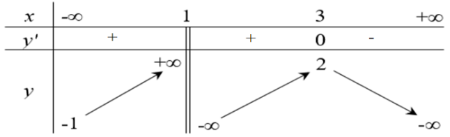 x -∞ 1 3 +∞
y' + + 0 -
+∞ 2
y
-1 -∞ -∞